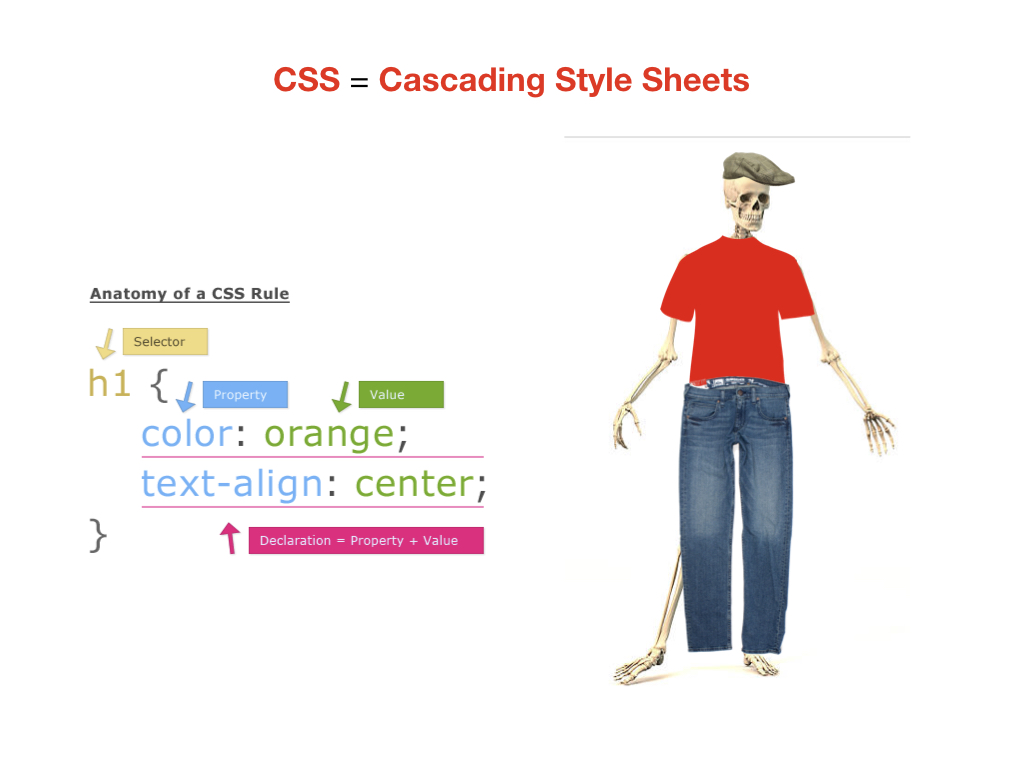 CSS = Cascading Style Sheets
Anatomy of a CSS Rule
Selector
h1 {
Property
Value
color: orange;
text-align: center;
}
Declaration = Property + Value